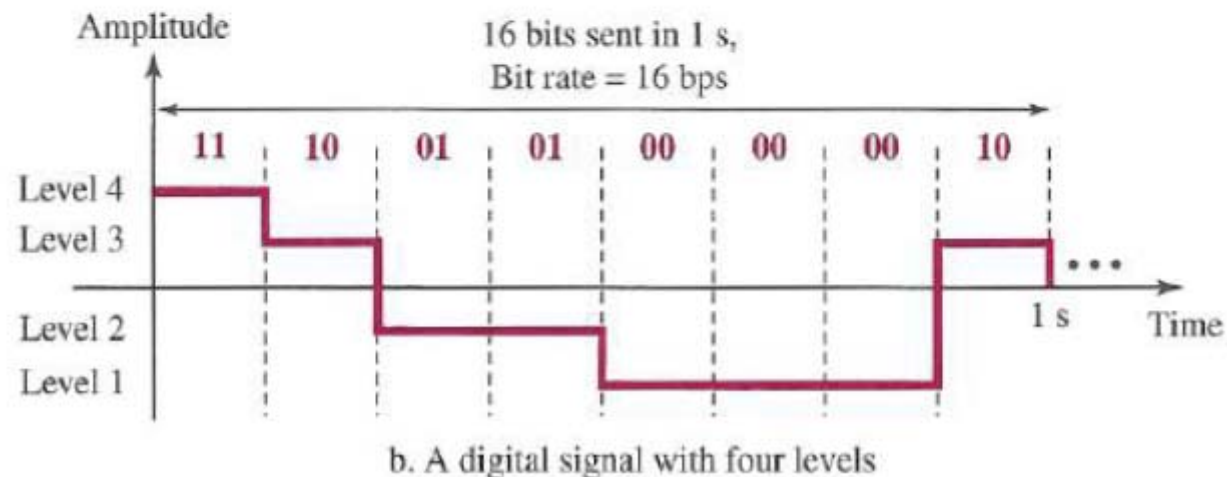 Amplitude
16 bits sent in 1 s,
Bit rate = 16 bps
11 10 01 01 00 00 00 10
Level 4
Level 3
Level 2
Level 1
1 s
Time
b. A digital signal with four levels